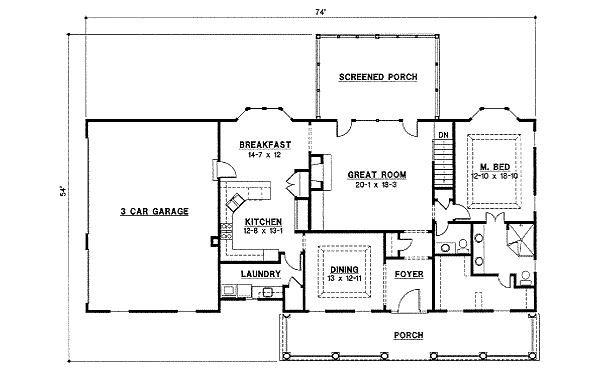 74'
54'
SCREENED PORCH
BREAKFAST
14-7 x 12
DN
GREAT ROOM
20-1 x 18-3
M. BED
12-10 x 18-10
3 CAR GARAGE
KITCHEN
12-8 x 13-1
LAUNDRY
DINING
13 x 12-11
FOYER
PORCH